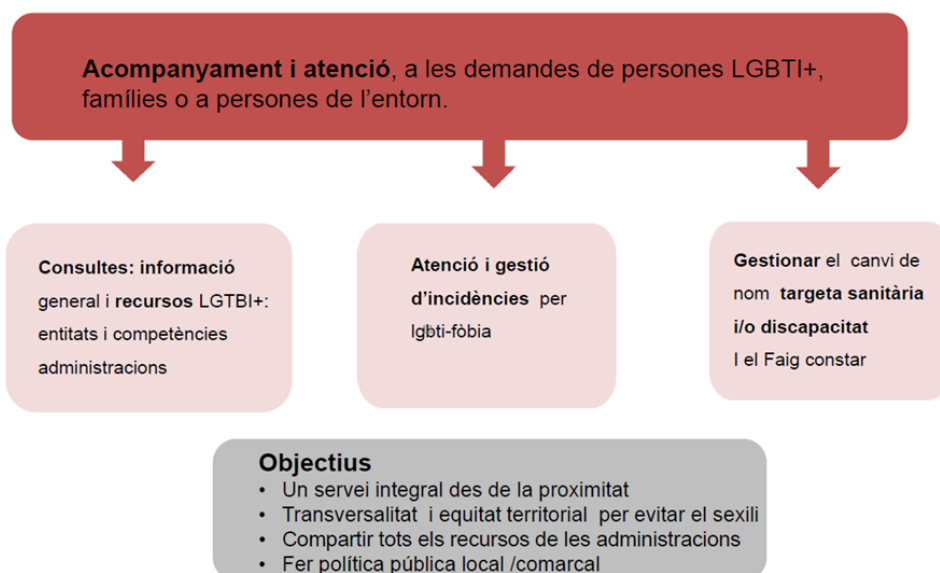 Acompanyament i atenció, a les demandes de persones LGBTI+,
famílies o a persones de l'entorn.
Consultes: informació
general i recursos LGTBI+:
entitats i competències
administracions
Atenció i gestió
d'incidències per
lgbti-fòbia
Gestionar el canvi de
nom targeta sanitària
i/o discapacitat
I el Faig constar
Objectius
• Un servei integral des de la proximitat
• Transversalitat i equitat territorial per evitar el sexili
• Compartir tots els recursos de les administracions
• Fer política pública local /comarcal